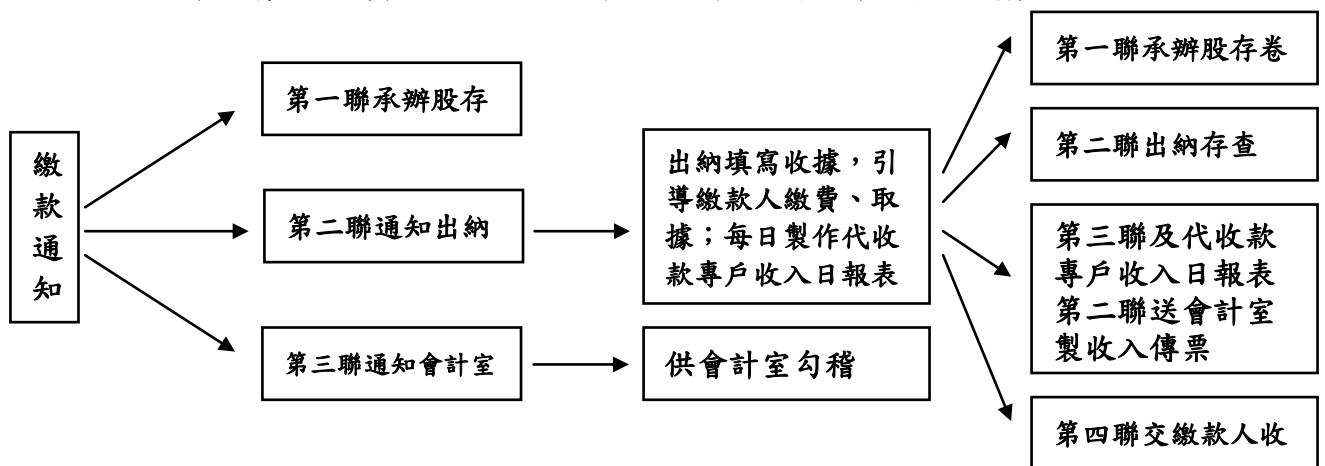 繳
款
通
知
第一聯承辦股存
第二聯通知出納
第三聯通知會計室
出納填寫收據，引
導繳款人繳費、取
據；每日製作代收
款專戶收入日報表
供會計室勾稽
第一聯承辦股存卷
第二聯出納存查
第三聯及代收款
專戶收入日報表
第二聯送會計室
製收入傳票
第四聯交繳款人收